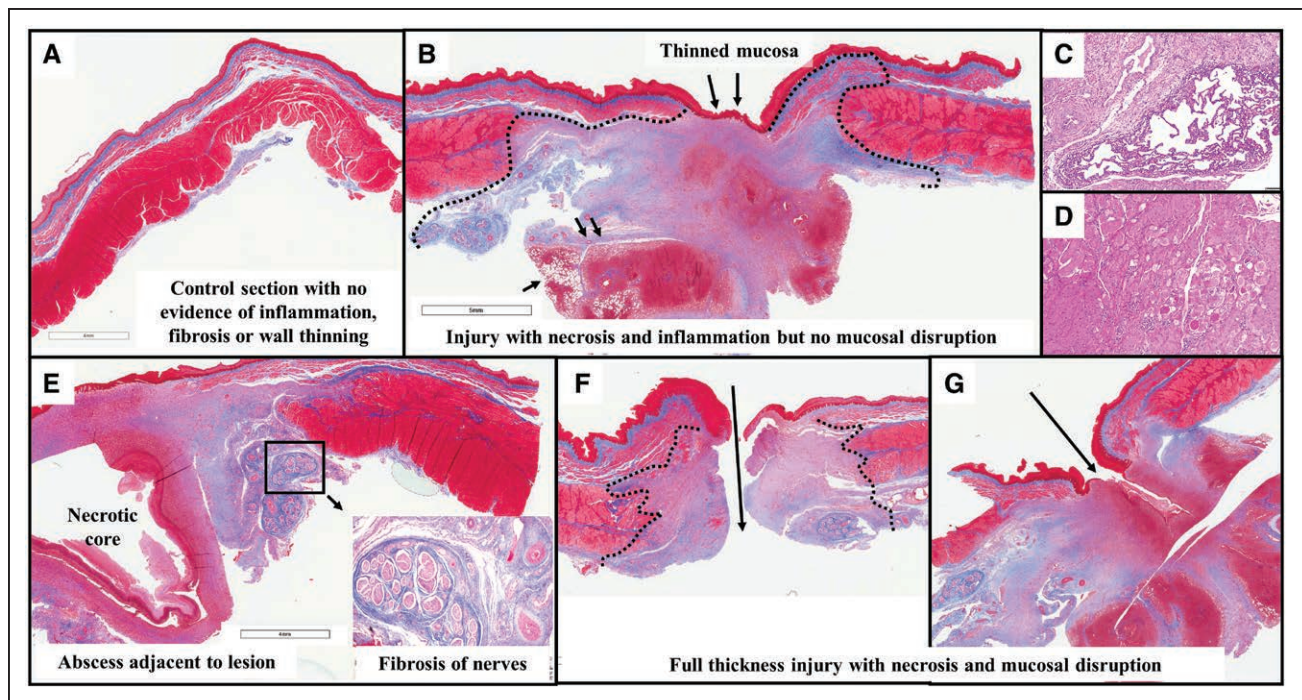 A
Control section with no
evidence of inflammation,
fibrosis or wall thinning
B
Thinned mucosa
5mm
Injury with necrosis and inflammation but no mucosal disruption
C
D
E
Necrotic
core
4mm
Abscess adjacent to lesion
Fibrosis of nerves
F
G
Full thickness injury with necrosis and mucosal disruption